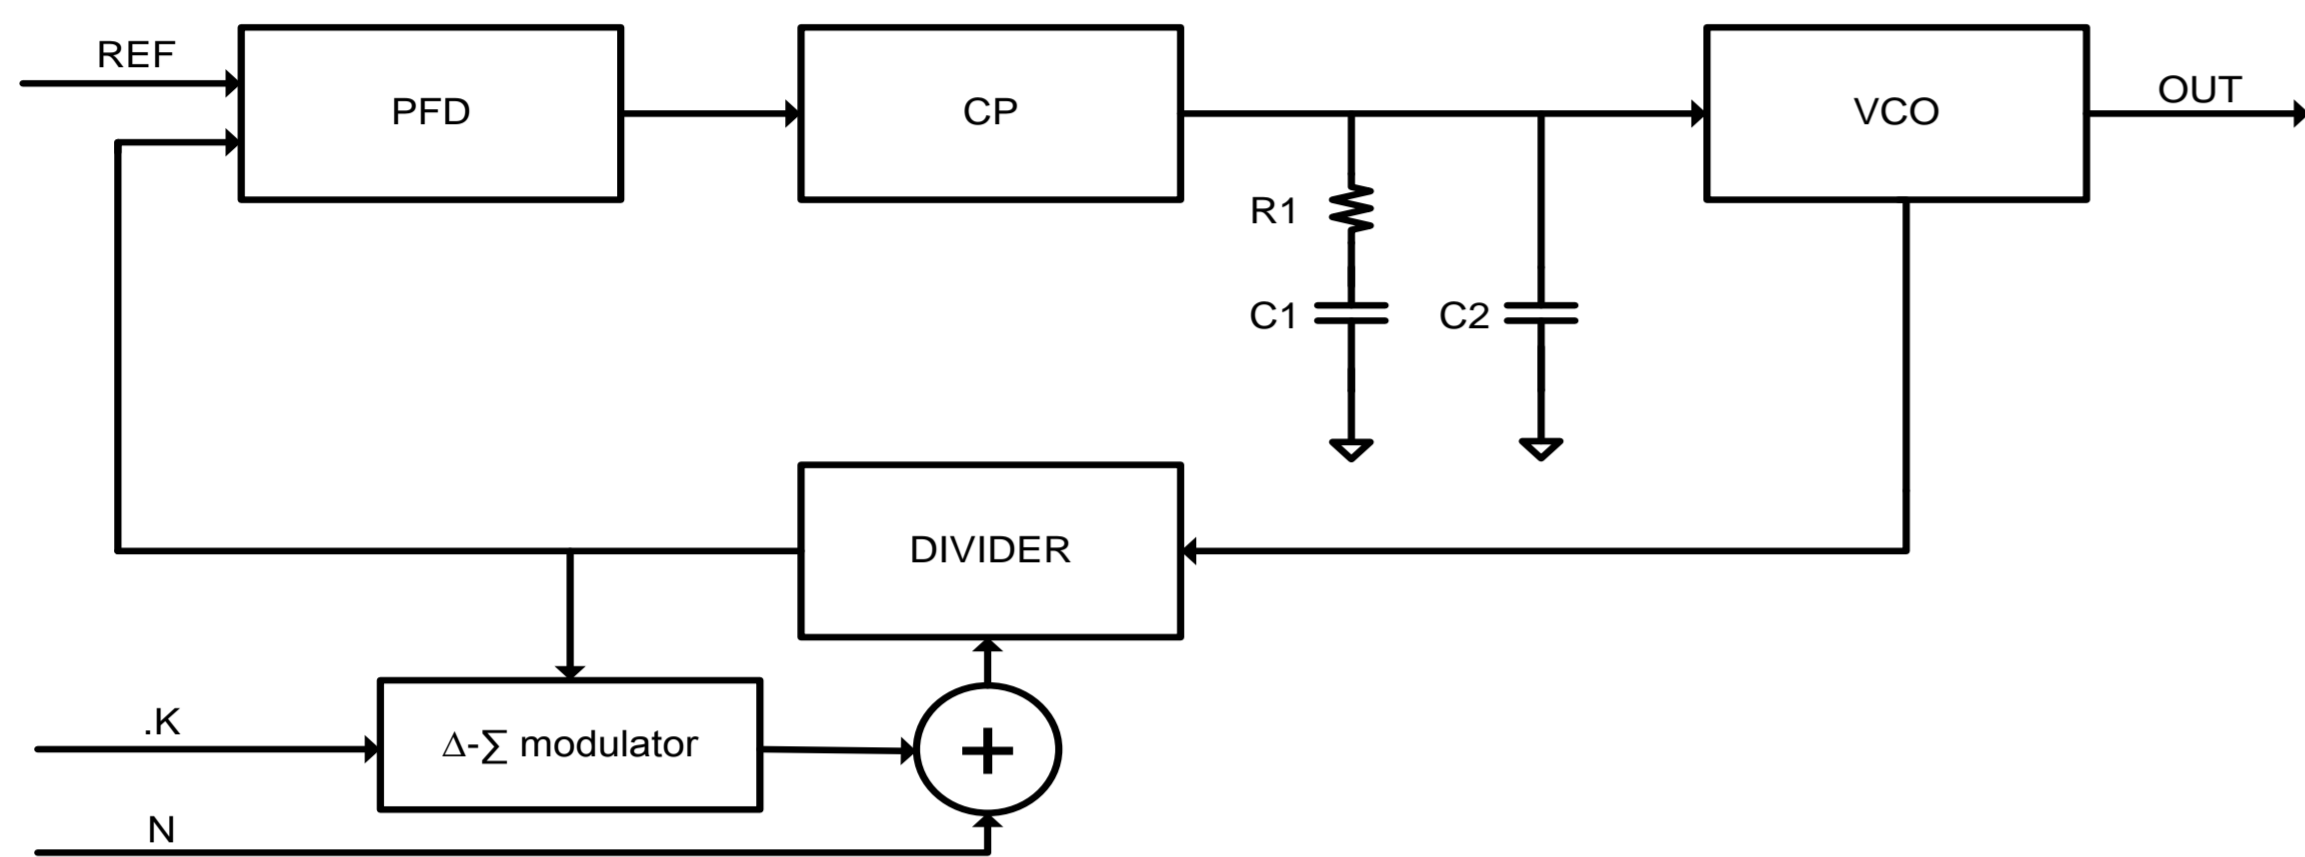 REF
PFD
CP
VCO
OUT
R1
C1
C2
DIVIDER
.K
Δ-∑ modulator
+
N